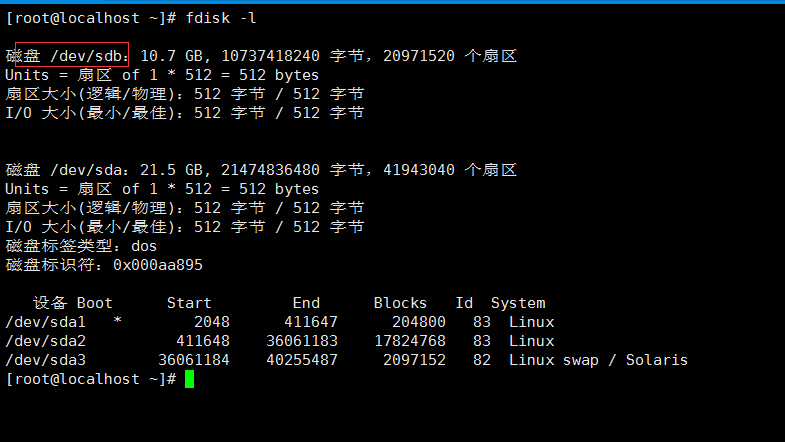 [root@localhost ~]# fdisk -l
磁盘 /dev/sdb：10.7 GB, 10737418240 字节，20971520 个扇区
Units = 扇区 of 1 * 512 = 512 bytes
扇区大小(逻辑/物理)：512 字节 / 512 字节
I/O 大小(最小/最佳)：512 字节 / 512 字节
磁盘 /dev/sda：21.5 GB, 21474836480 字节，41943040 个扇区
Units = 扇区 of 1 * 512 = 512 bytes
扇区大小(逻辑/物理)：512 字节 / 512 字节
I/O 大小(最小/最佳)：512 字节 / 512 字节
磁盘标签类型：dos
磁盘标识符：0x000aa895
设备 Boot      Start         End      Blocks   Id  System
/dev/sda1   *        2048      411647      204800   83  Linux
/dev/sda2          411648    36061183    17824768   83  Linux
/dev/sda3        36061184    40255487     2097152   82  Linux swap / Solaris
[root@localhost ~]#